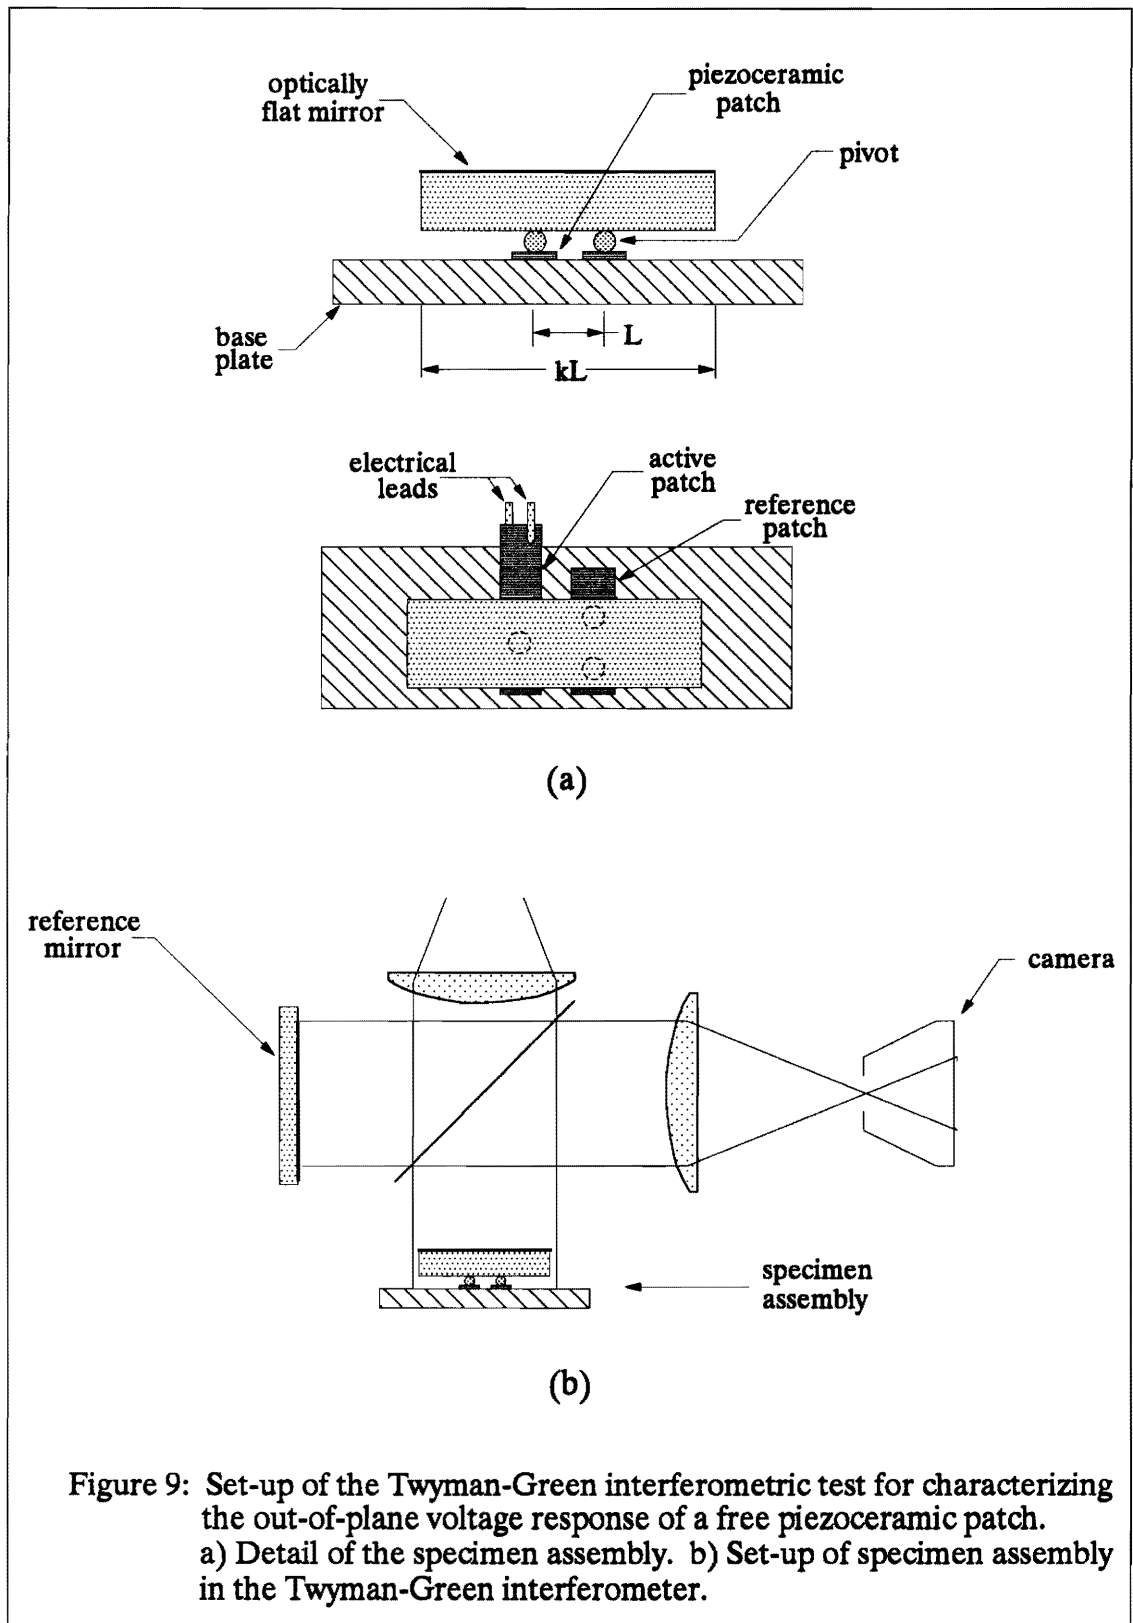 optically
flat mirror
piezoceramic
patch
pivot
base
plate
L
kL
electrical
leads
active
patch
reference
patch
(a)
reference
mirror
camera
specimen
assembly
(b)
Figure 9: Set-up of the Twyman-Green interferometric test for characterizing
the out-of-plane voltage response of a free piezoceramic patch.
a) Detail of the specimen assembly. b) Set-up of specimen assembly
in the Twyman-Green interferometer.